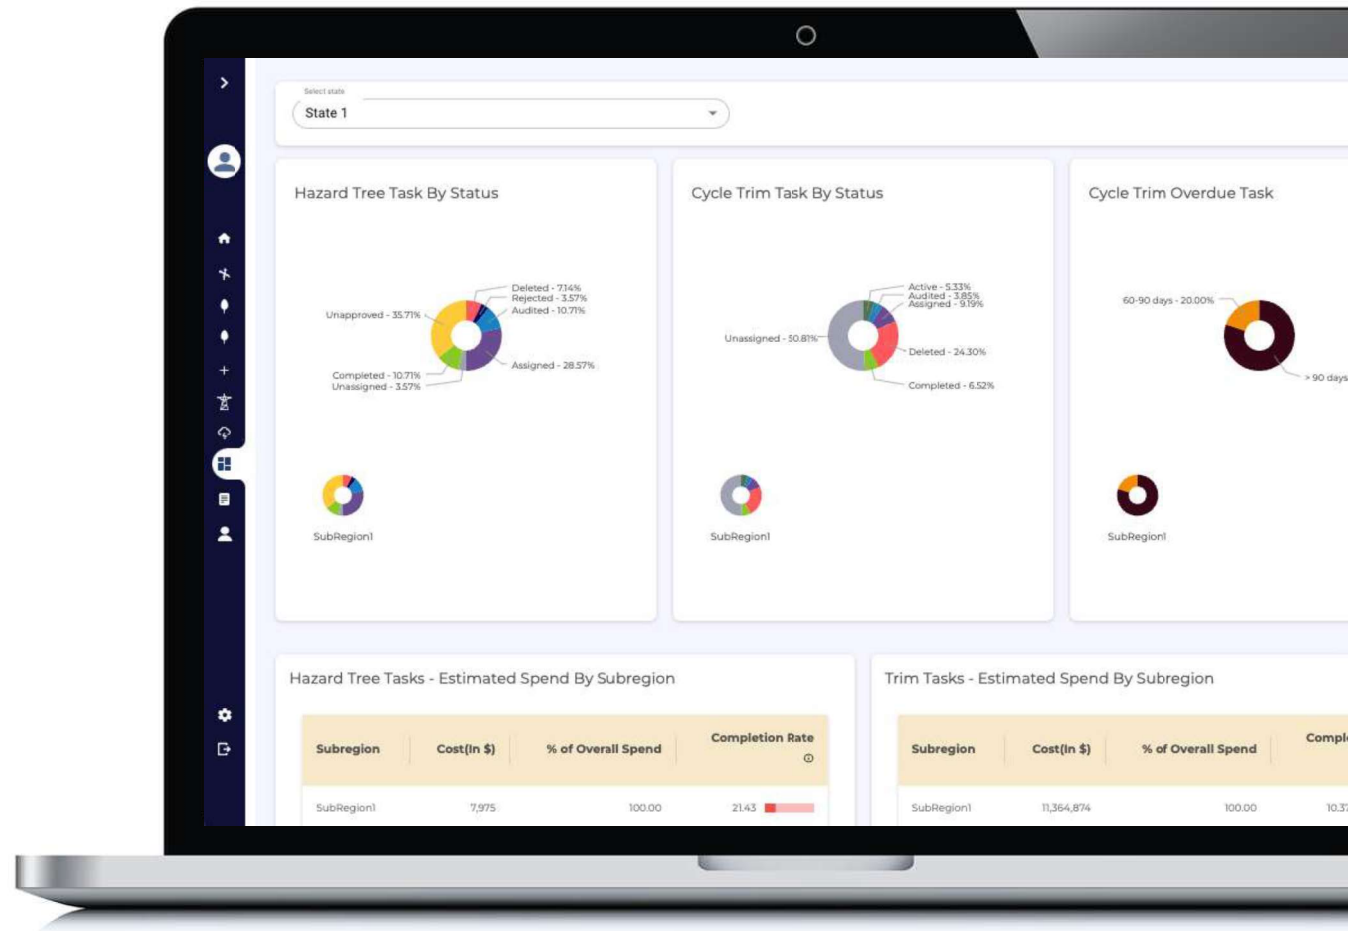 Select state
State 1
Hazard Tree Task By Status
Deleted - 7.14%
Rejected - 3.57%
Audited - 10.71%
Unapproved - 35.71%
Assigned - 28.57%
Completed - 10.71%
Unassigned - 3.57%
SubRegion1
Cycle Trim Task By Status
Active - 5.33%
Audited - 3.85%
Assigned - 9.19%
Unassigned - 50.81%
Deleted - 24.30%
Completed - 6.52%
SubRegion1
Cycle Trim Overdue Task
60-90 days - 20.00%
> 90 days
SubRegion1
Hazard Tree Tasks - Estimated Spend By Subregion
Subregion Cost(In $) % of Overall Spend Completion Rate
SubRegion1 7,975 100.00 21.43
Trim Tasks - Estimated Spend By Subregion
Subregion Cost(In $) % of Overall Spend Comple
SubRegion1 11,364,874 100.00 10.37